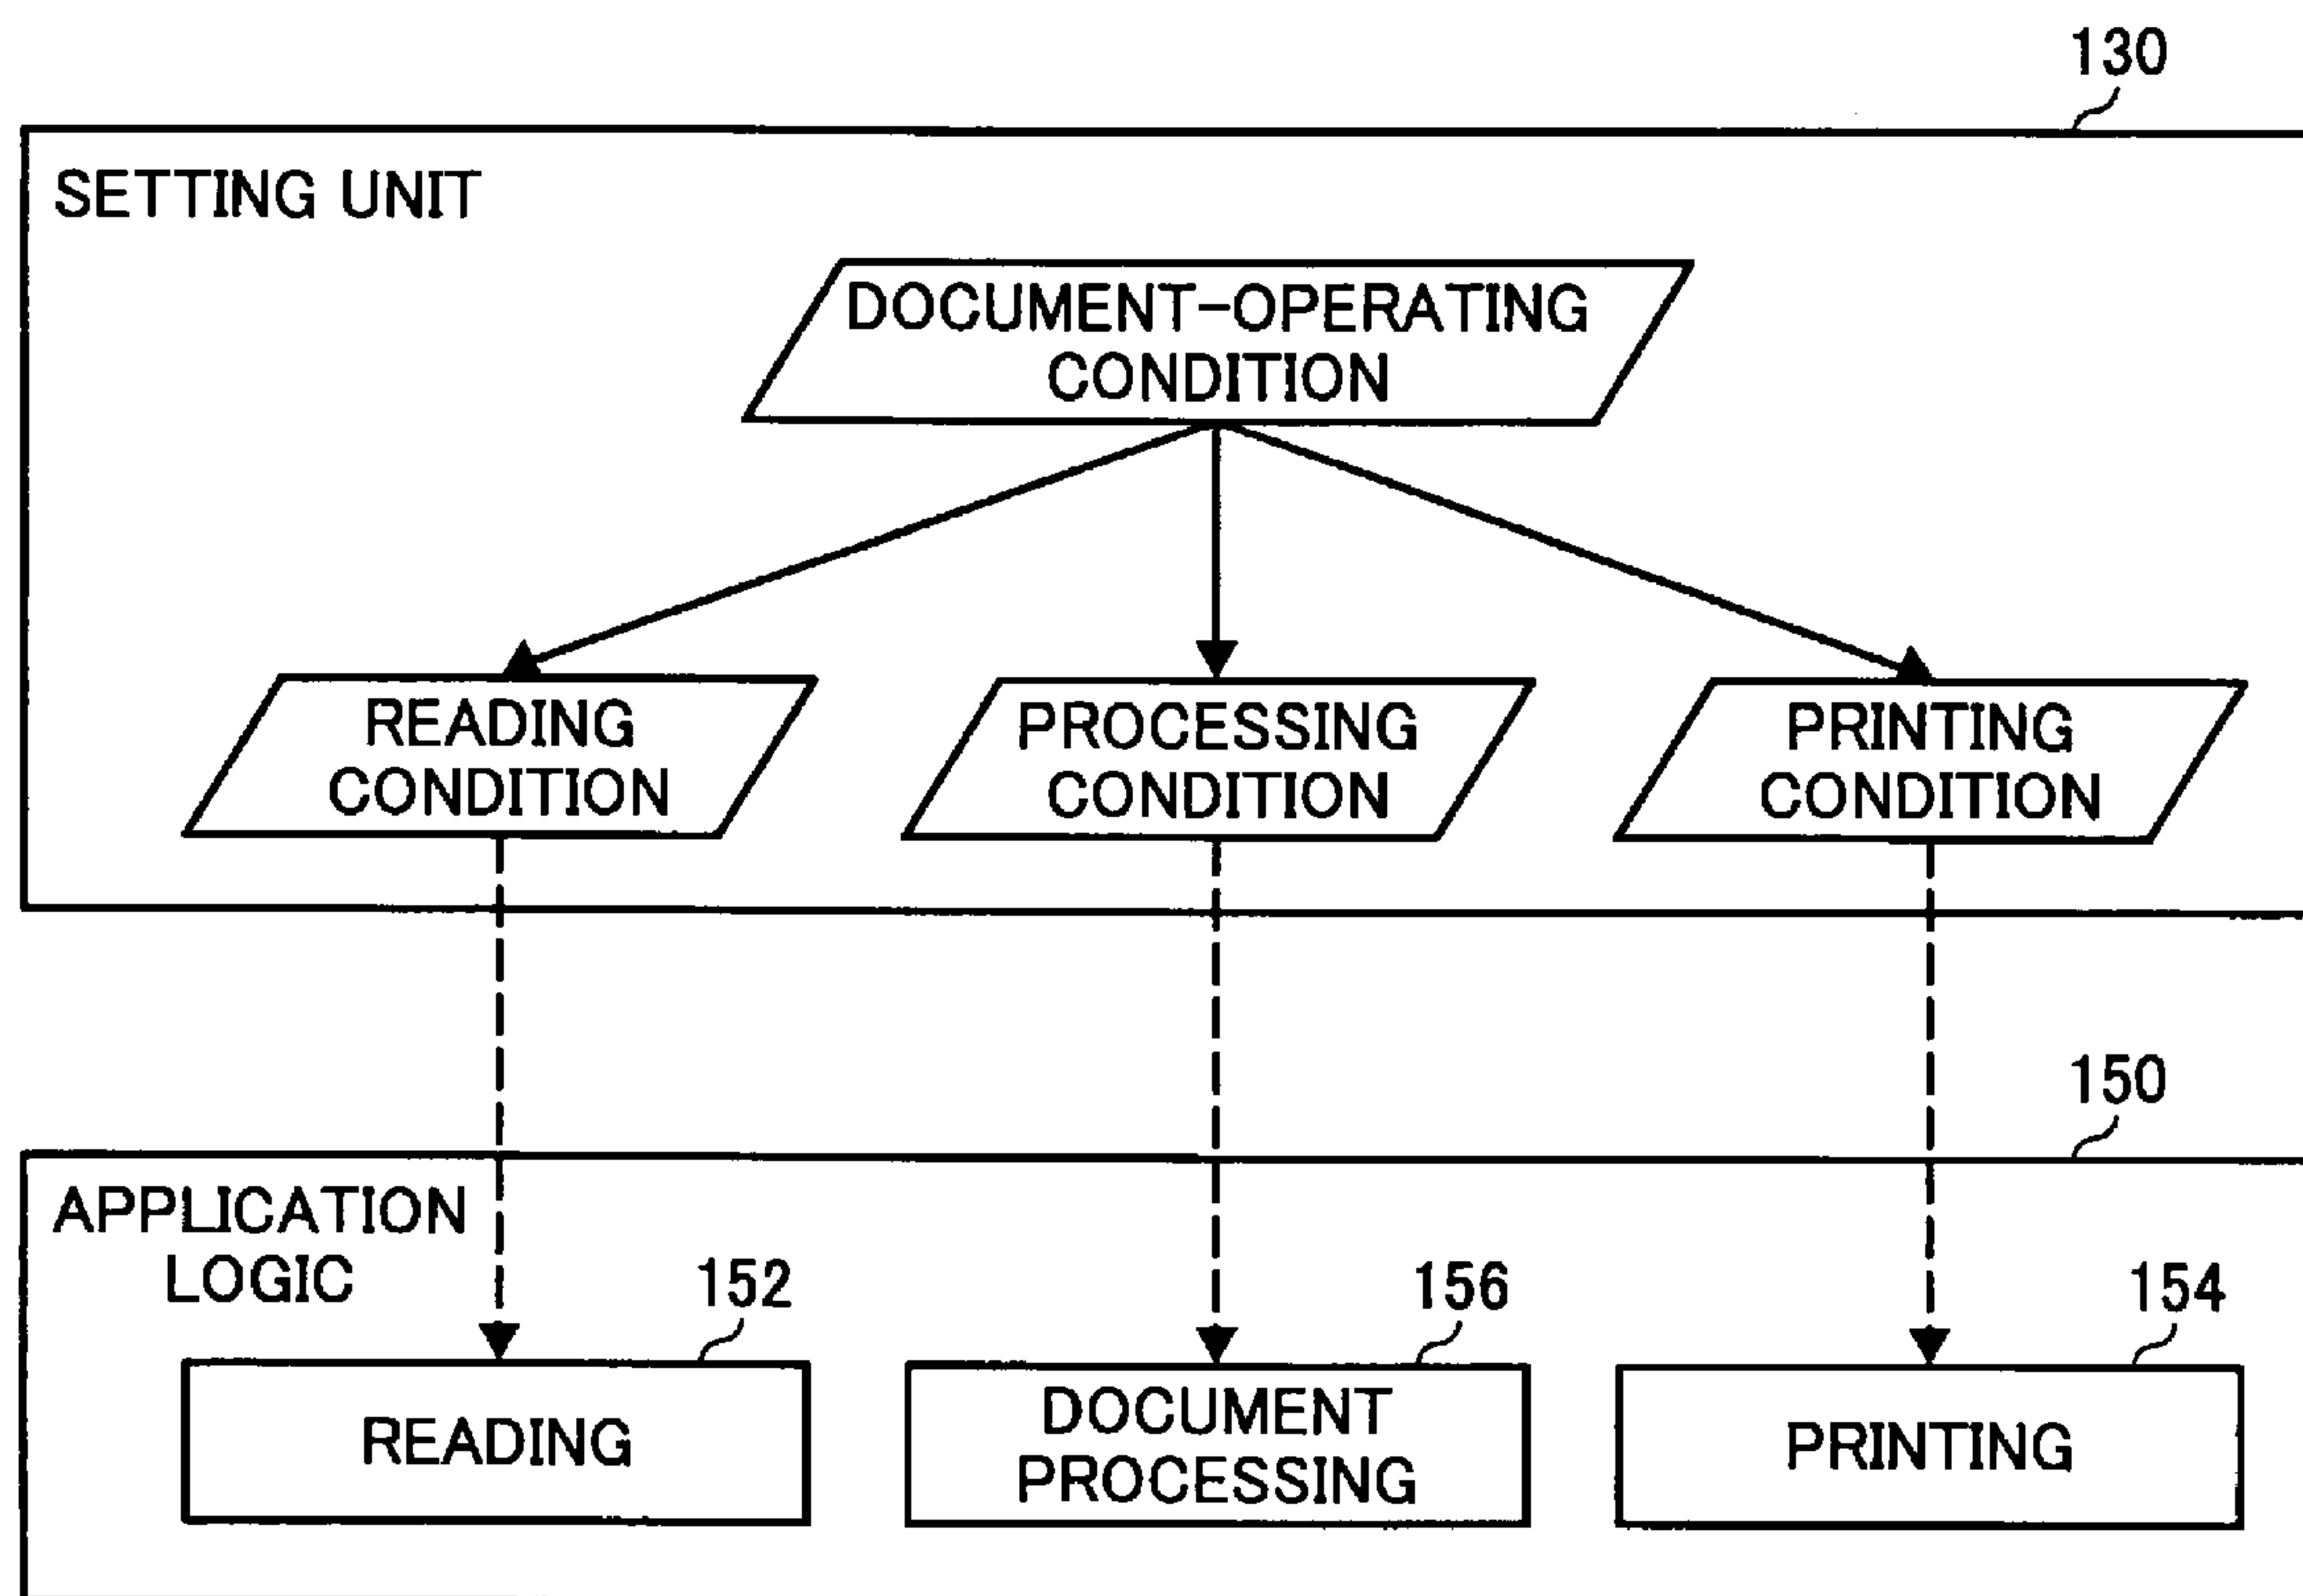 130
SETTING UNIT
DOCUMENT-OPERATING
CONDITION
READING
CONDITION
PROCESSING
CONDITION
PRINTING
CONDITION
150
APPLICATION
LOGIC
152
156
154
READING
DOCUMENT
PROCESSING
PRINTING